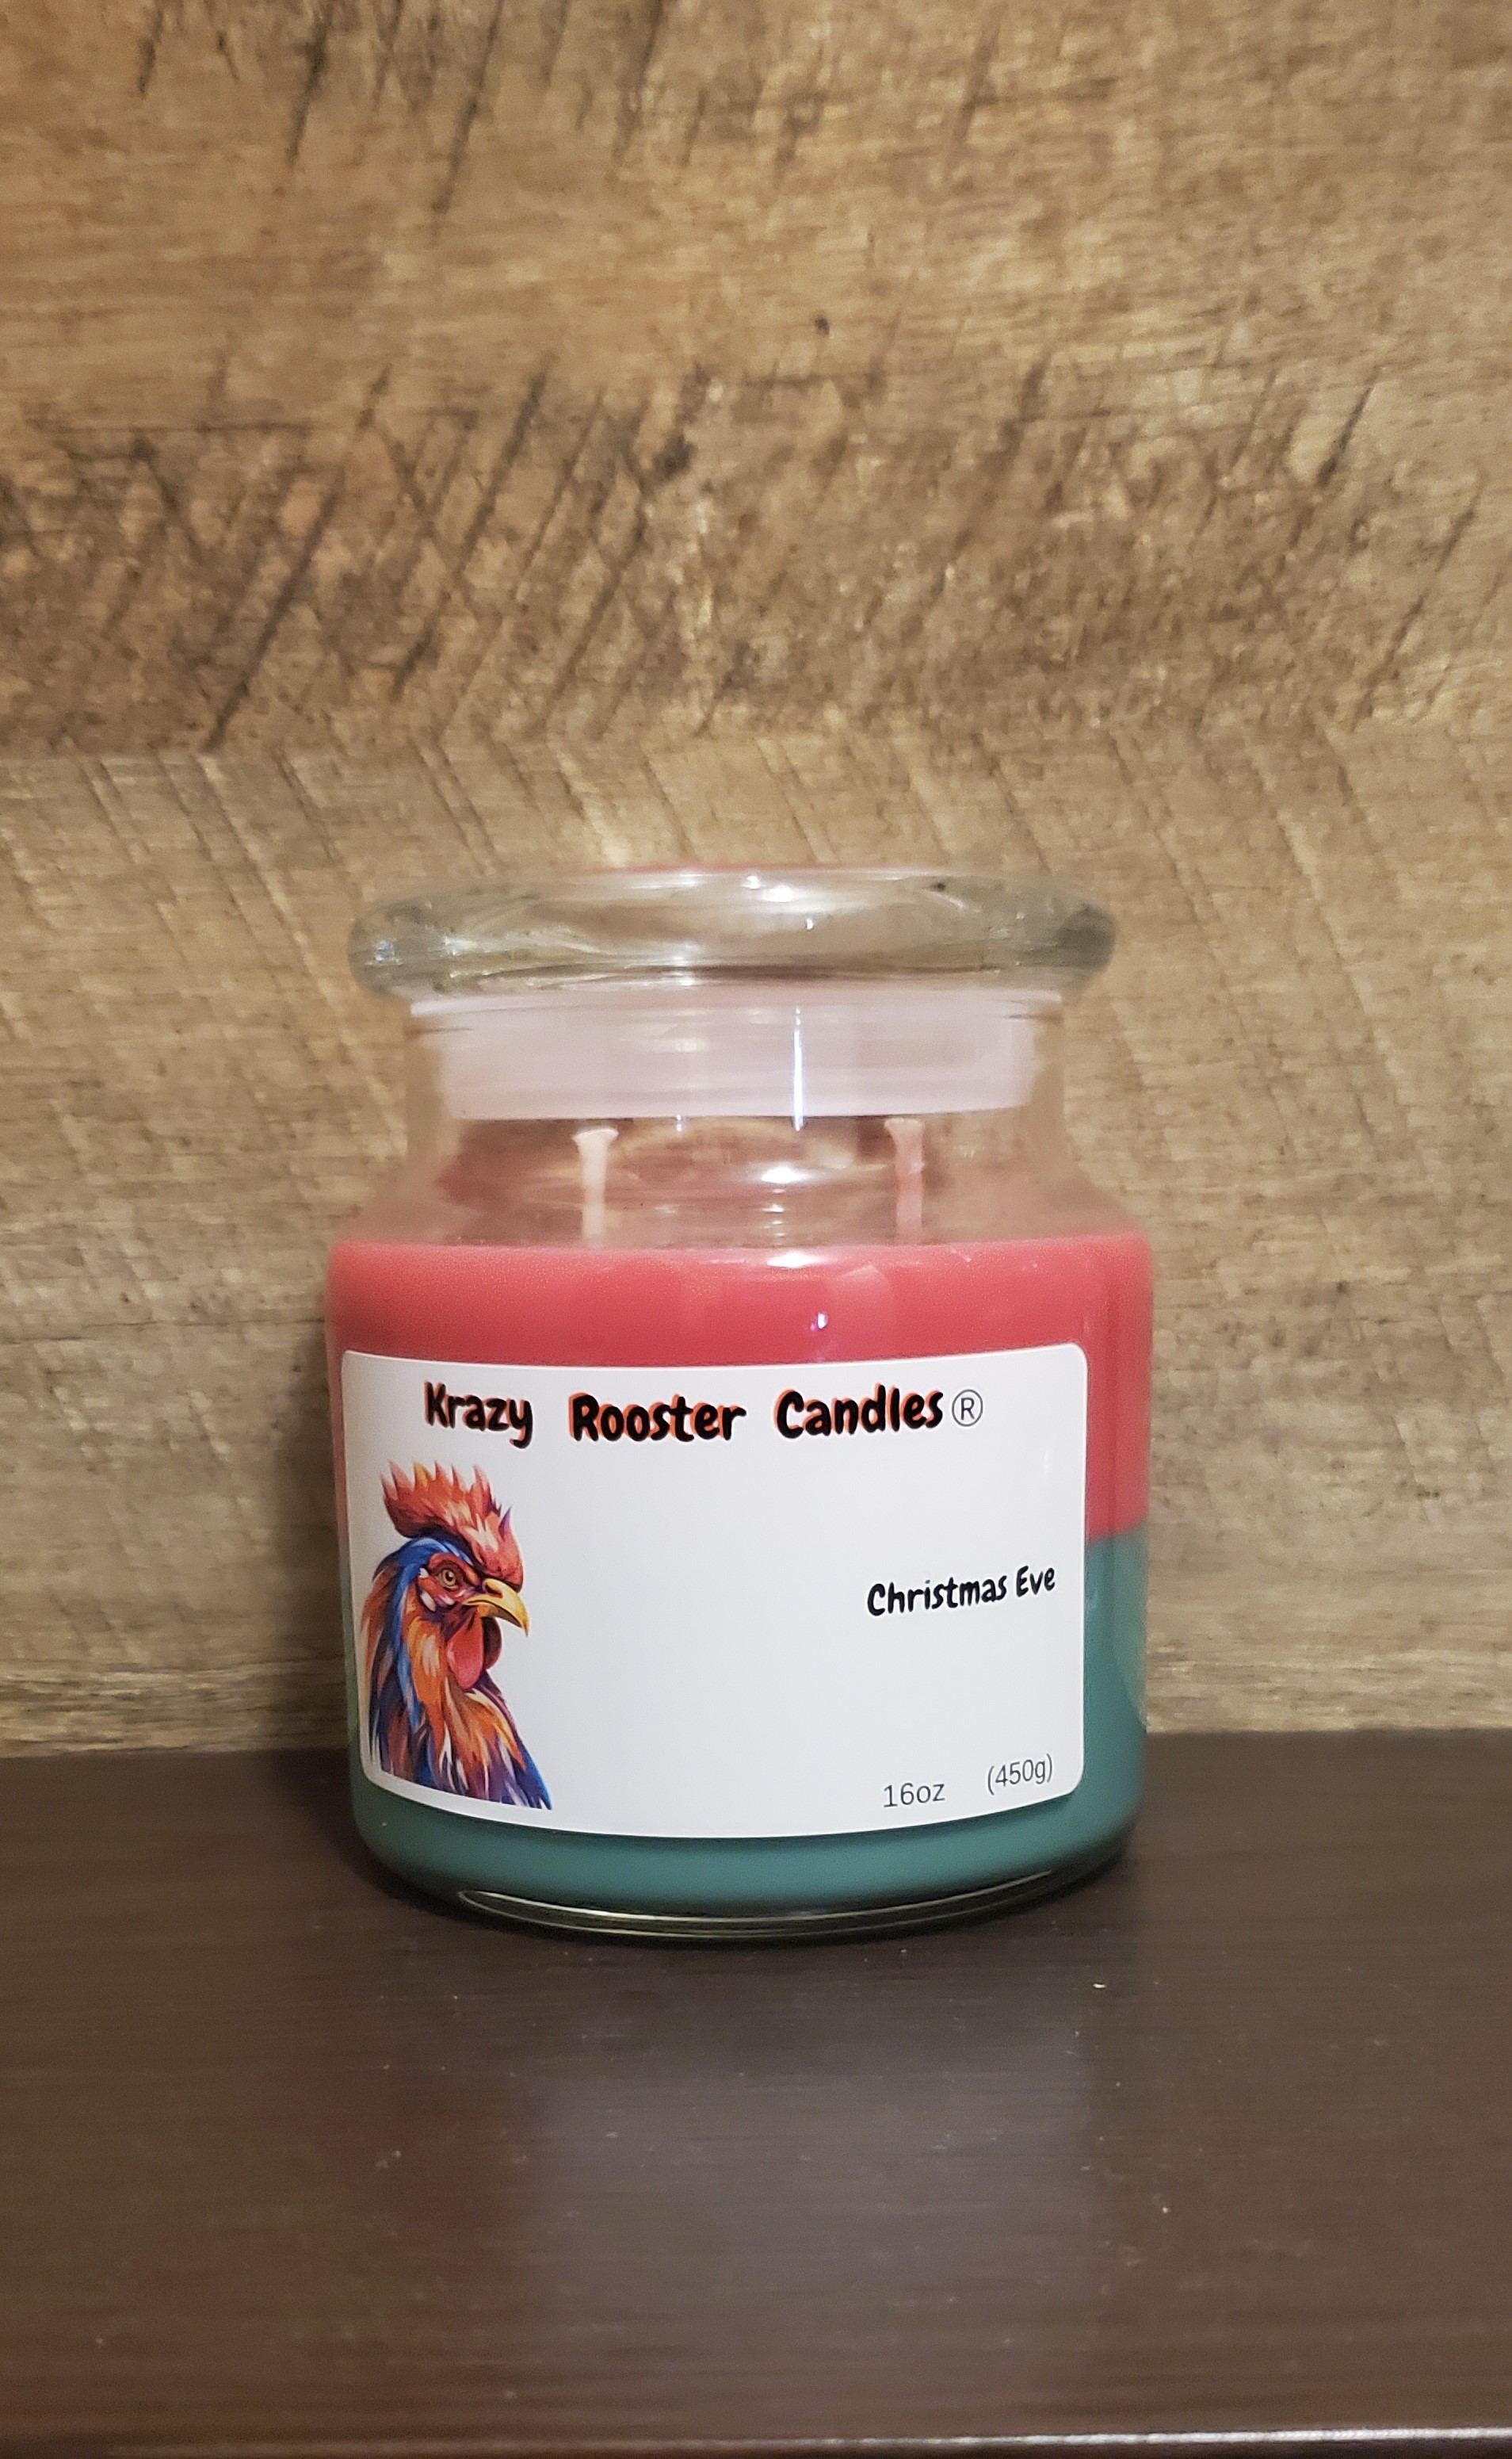 Krazy Rooster Candles®
Christmas Eve
16oz (450g)